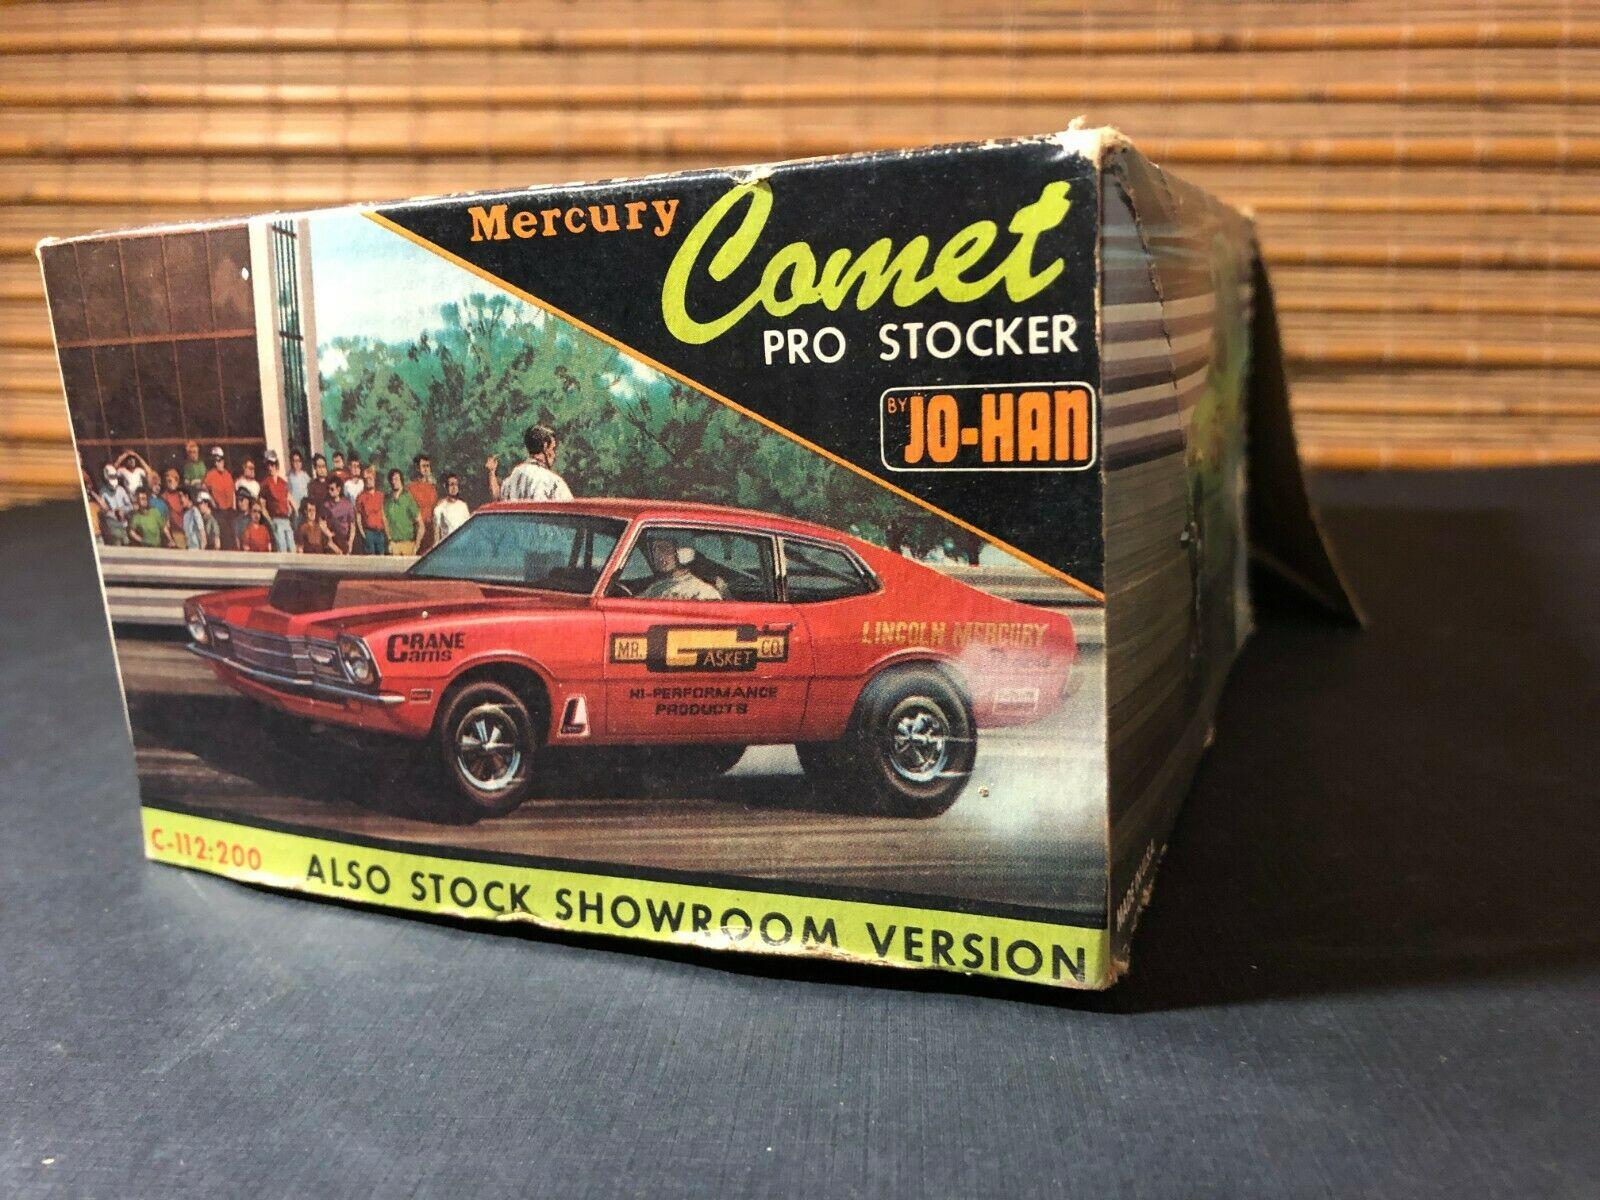 Mercury
Comet
PRO STOCKER
BY JO-HAN
CRANE
Cams
MR. GASKET CO.
HI-PERFORMANCE
PRODUCTS
LINCOLN MERCURY
L
C-112:200
ALSO STOCK SHOWROOM VERSION